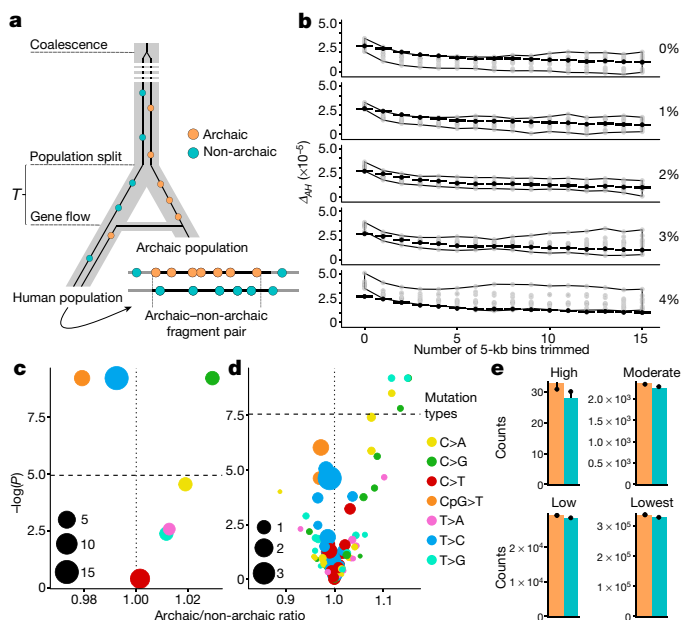 a
Coalescence
Archaic
Non-archaic
Population split
T
Gene flow
Archaic population
Human population
Archaic–non-archaic
fragment pair
b
5.0
2.5
0
0%
5.0
2.5
0
1%
5.0
2.5
0
2%
5.0
2.5
0
3%
5.0
2.5
0
4%
Δ_AH (×10⁻⁵)
0 5 10 15
Number of 5-kb bins trimmed
c
7.5
5.0
2.5
0
−log(P)
5
10
15
0.98 1.00 1.02
d
7.5
5.0
2.5
0
1
2
3
0.9 1.0 1.1
Archaic/non-archaic ratio
Mutation
types
C>A
C>G
C>T
CpG>T
T>A
T>C
T>G
e
High
30
20
10
0
Counts
Moderate
2 × 10³
1 × 10³
0
Low
2 × 10⁴
1 × 10⁴
0
Counts
Lowest
3 × 10⁵
2 × 10⁵
1 × 10⁵
0